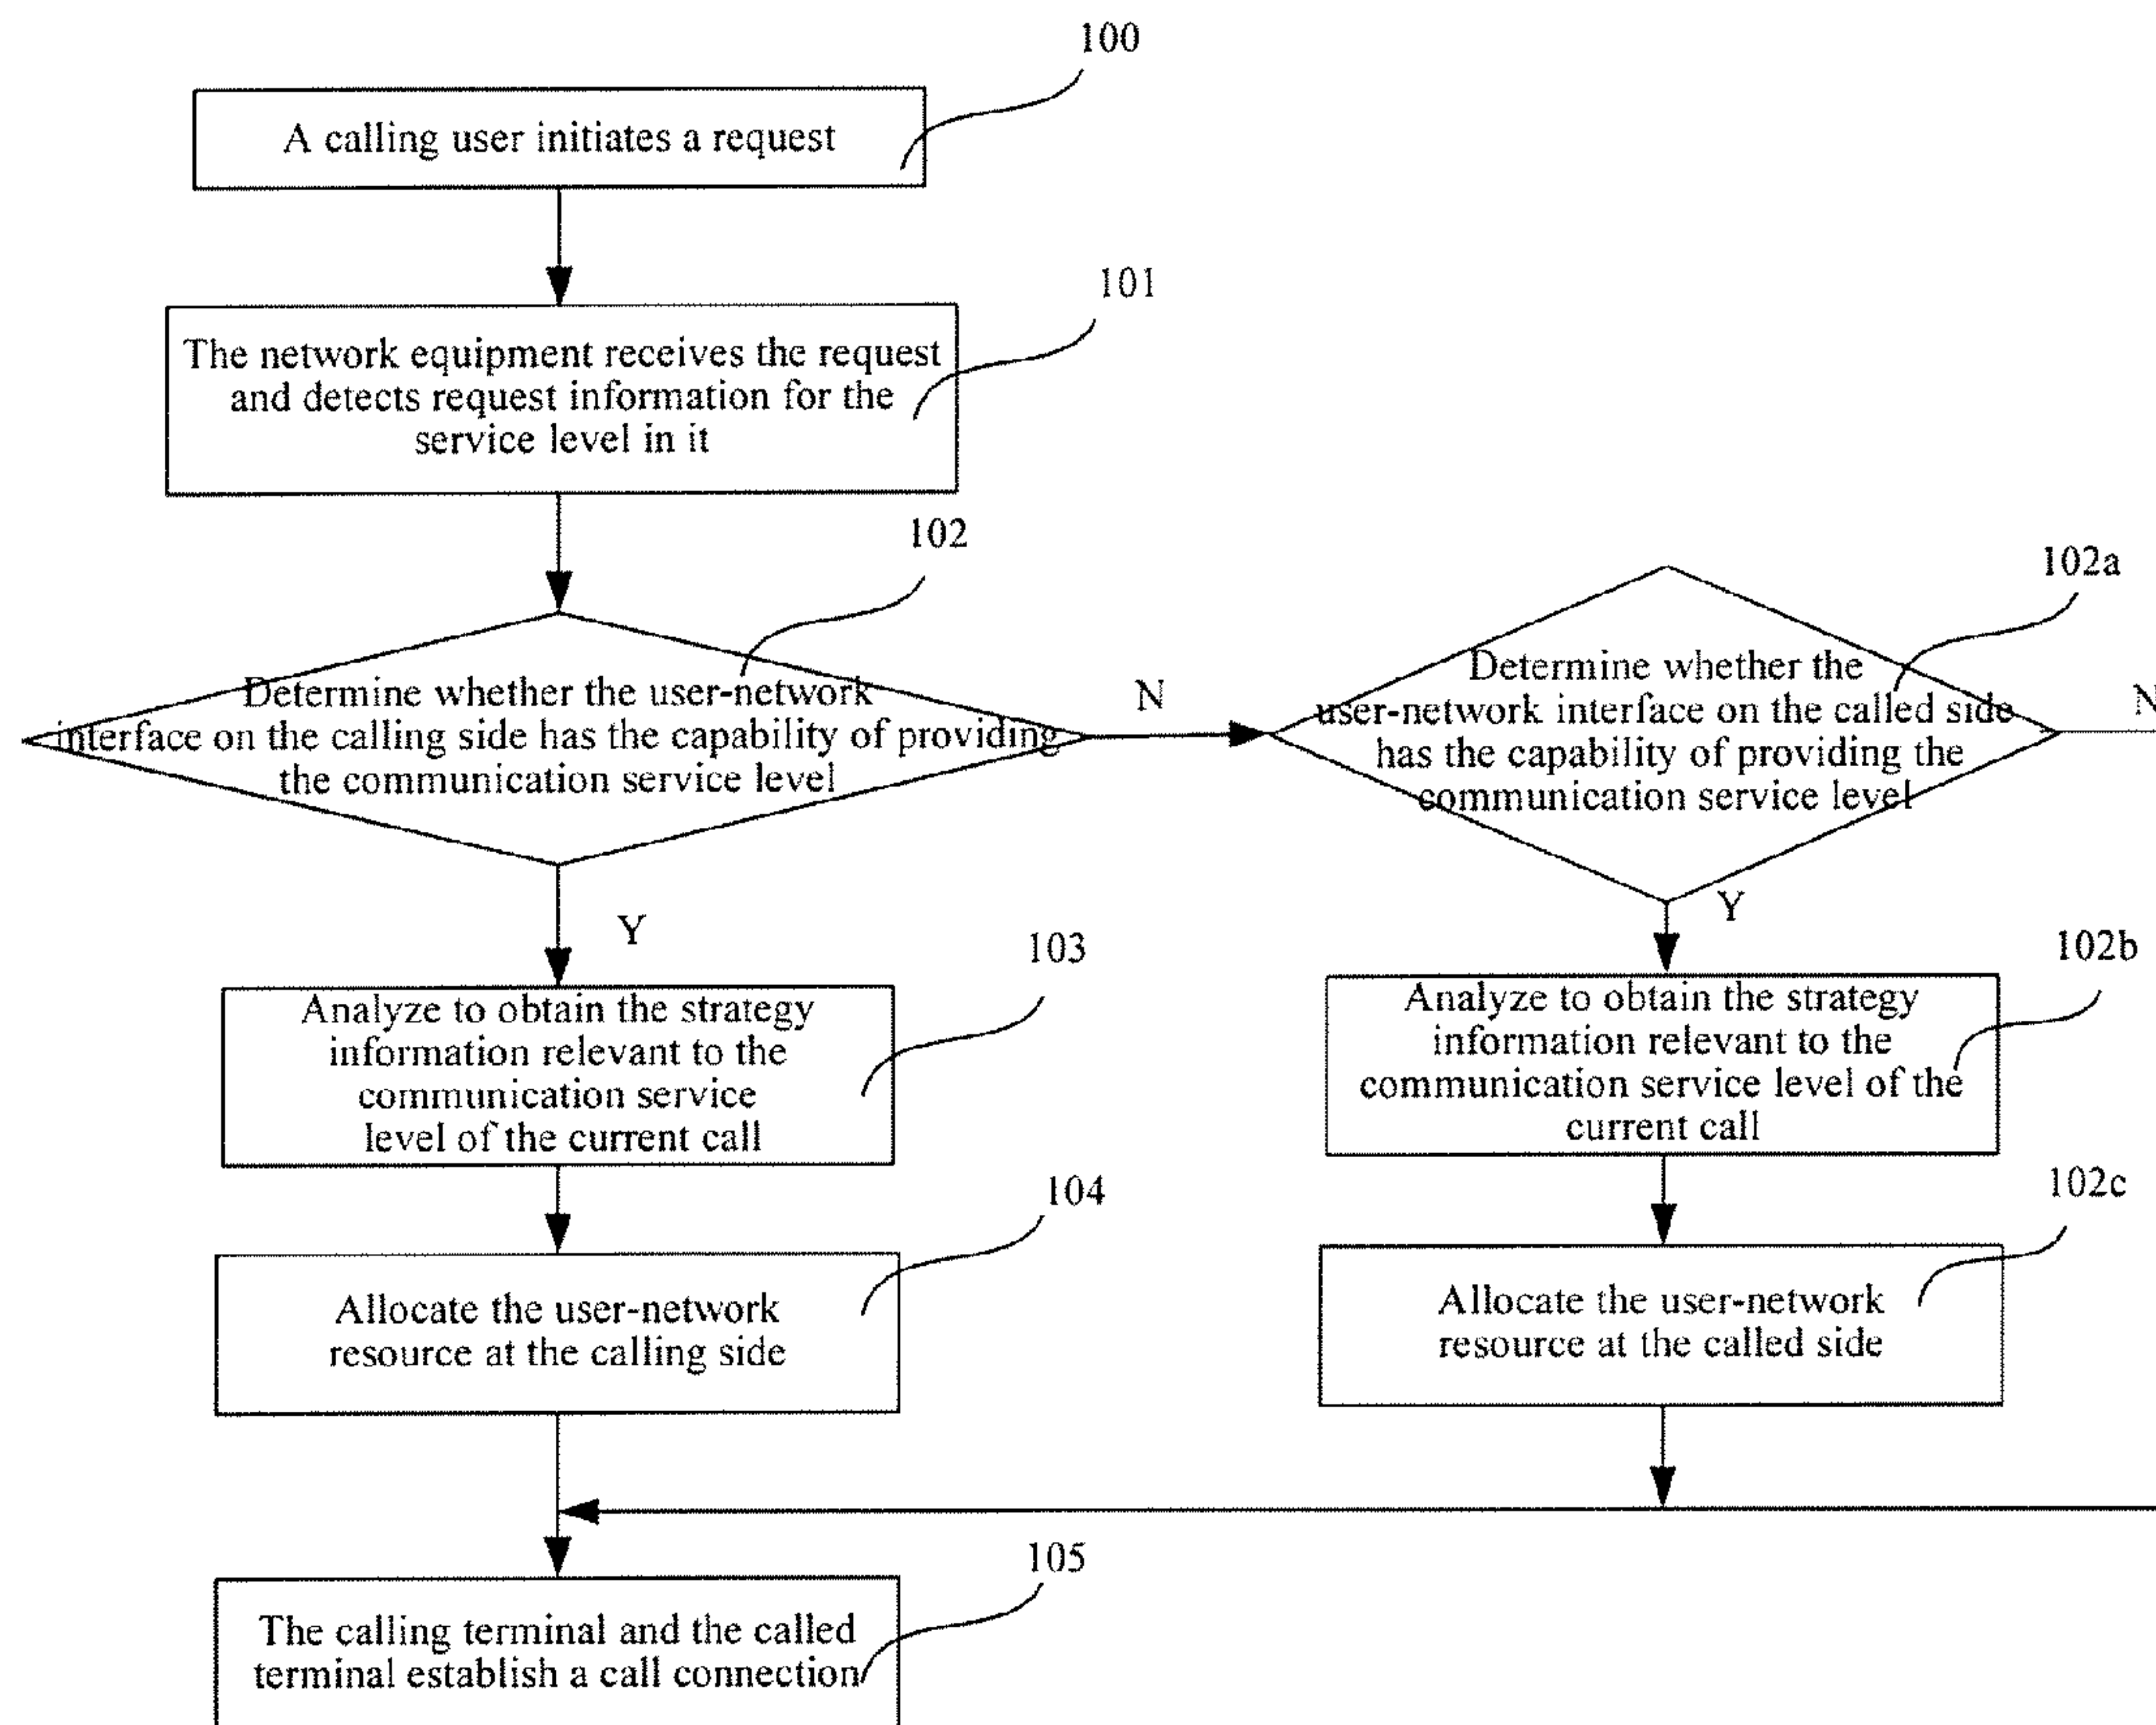 100
A calling user initiates a request
101
The network equipment receives the request
and detects request information for the
service level in it
102
Determine whether the user-network
interface on the calling side has the capability of providing
the communication service level
N
102a
Determine whether the
user-network interface on the called side
has the capability of providing the
communication service level
N
Y
Y
103
Analyze to obtain the strategy
information relevant to the
communication service
level of the current call
102b
Analyze to obtain the strategy
information relevant to the
communication service level of the
current call
104
Allocate the user-network
resource at the calling side
102c
Allocate the user-network
resource at the called side
105
The calling terminal and the called
terminal establish a call connection